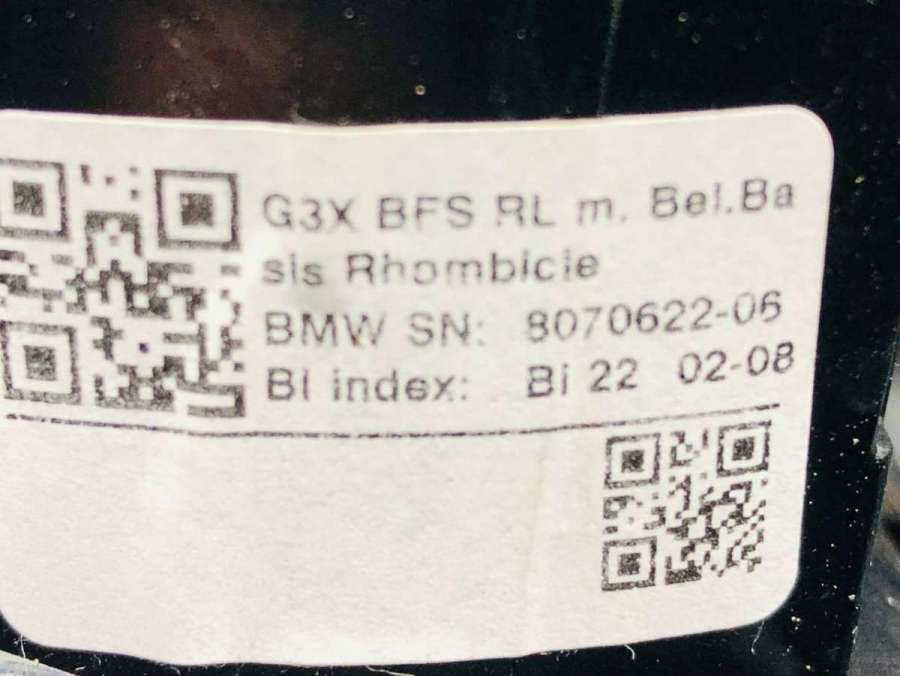 G3X BFS RL m. Bel.Ba
sis Rhombicle
BMW SN: 8070622-06
BI index: Bi 22 02-08